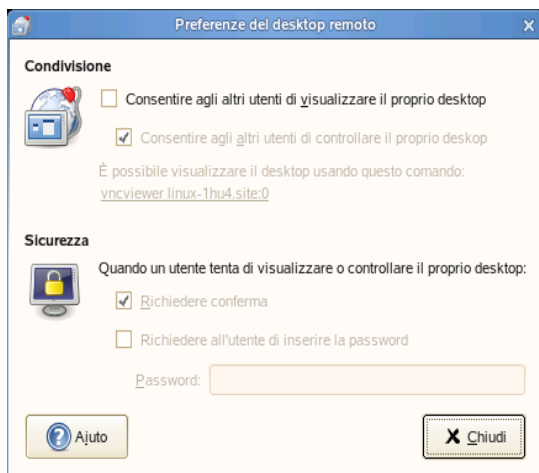 Preferenze del desktop remoto
Condivisione
Consentire agli altri utenti di visualizzare il proprio desktop
Consentire agli altri utenti di controllare il proprio deskop
È possibile visualizzare il desktop usando questo comando:
vncviewer linux-1hu4.site:0
Sicurezza
Quando un utente tenta di visualizzare o controllare il proprio desktop:
Richiedere conferma
Richiedere all'utente di inserire la password
Password:
Aiuto
Chiudi